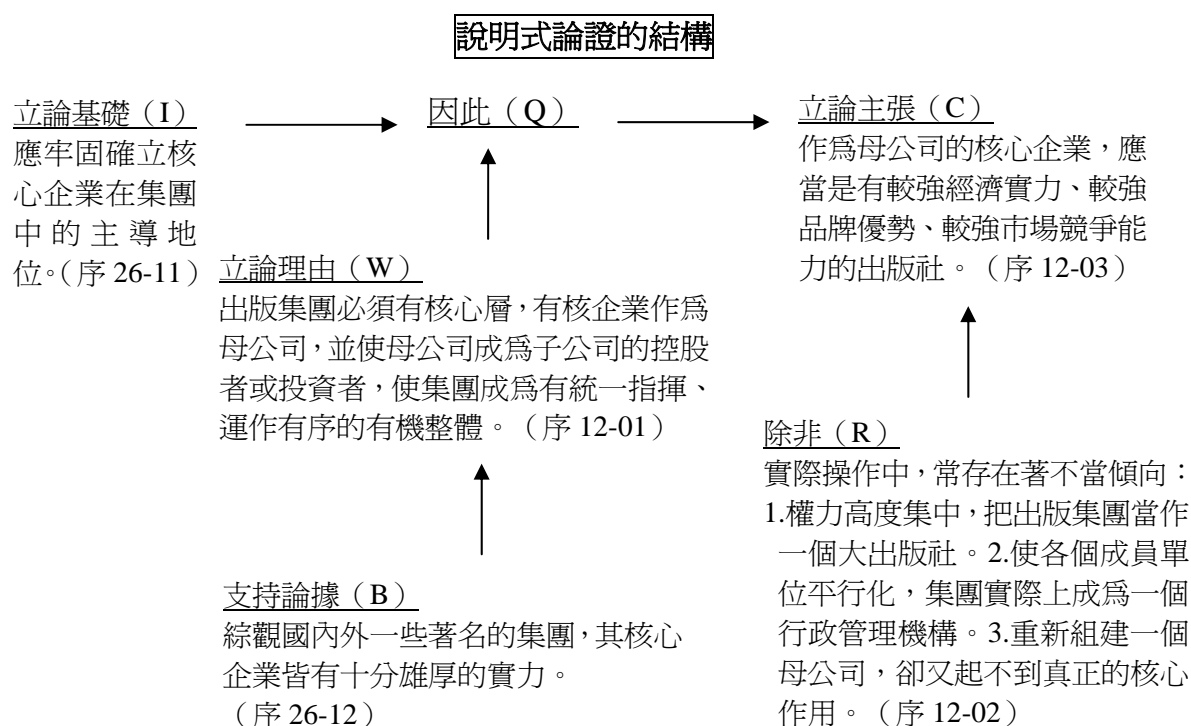 說明式論證的結構
立論基礎（I）
應牢固確立核
心企業在集團
中的主導地
位。（序 26-11）
因此（Q）
立論主張（C）
作為母公司的核心企業，應
當是有較強經濟實力、較強
品牌優勢、較強市場競爭能
力的出版社。（序 12-03）
立論理由（W）
出版集團必須有核心層，有核企業作為
母公司，並使母公司成為子公司的控股
者或投資者，使集團成為有統一指揮、
運作有序的有機整體。（序 12-01）
除非（R）
實際操作中，常存在著不當傾向：
1.權力高度集中，把出版集團當作
一個大出版社。2.使各個成員單
位平行化，集團實際上成為一個
行政管理機構。3.重新組建一個
母公司，卻又起不到真正的核心
作用。（序 12-02）
支持論據（B）
綜觀國內外一些著名的集團，其核心
企業皆有十分雄厚的實力。
（序 26-12）